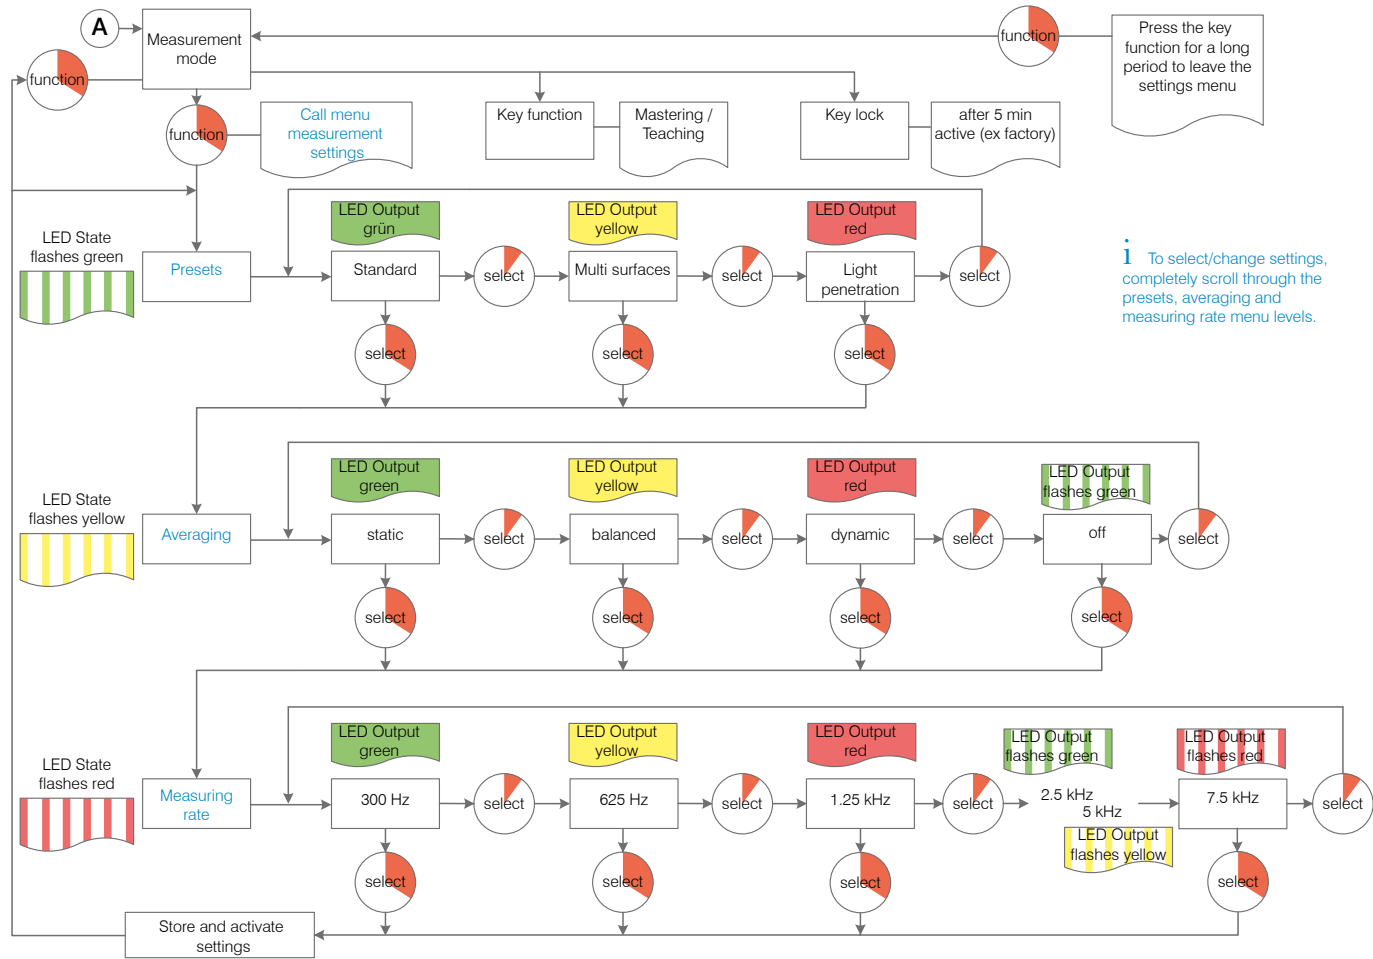 A
Measurement
mode
function
Press the key
function for a long
period to leave the
settings menu
function
function
Call menu
measurement
settings
Key function
Mastering /
Teaching
Key lock
after 5 min
active (ex factory)
LED State
flashes green
Presets
LED Output
grün
Standard
select
LED Output
yellow
Multi surfaces
select
LED Output
red
Light
penetration
select
select
select
select
i To select/change settings,
completely scroll through the
presets, averaging and
measuring rate menu levels.
LED State
flashes yellow
Averaging
LED Output
green
static
select
LED Output
yellow
balanced
select
LED Output
red
dynamic
select
LED Output
flashes green
off
select
select
select
select
select
LED State
flashes red
Measuring
rate
LED Output
green
300 Hz
select
LED Output
yellow
625 Hz
select
LED Output
red
1.25 kHz
select
LED Output
flashes green
2.5 kHz
5 kHz
LED Output
flashes yellow
LED Output
flashes red
7.5 kHz
select
select
select
select
select
Store and activate
settings